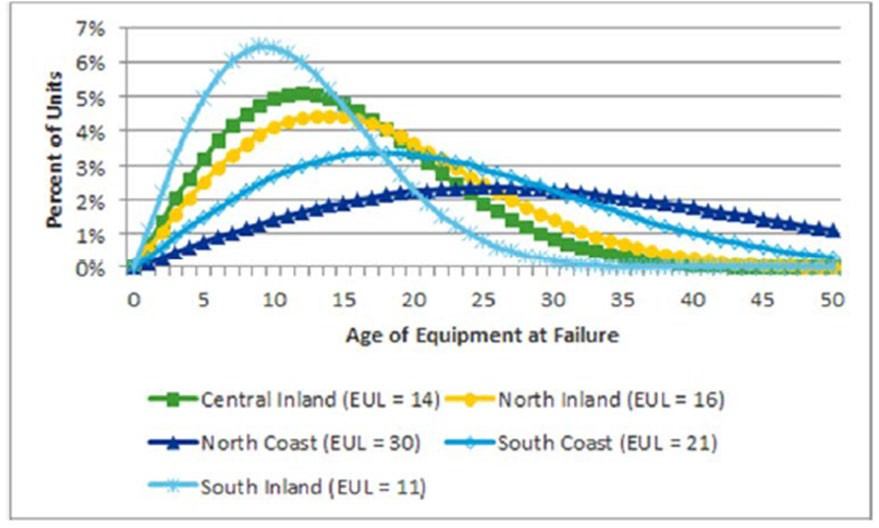 7%
6%
5%
4%
3%
2%
1%
0%
Percent of Units
0 5 10 15 20 25 30 35 40 45 50
Age of Equipment at Failure
Central Inland (EUL = 14) North Inland (EUL = 16)
North Coast (EUL = 30) South Coast (EUL = 21)
South Inland (EUL = 11)